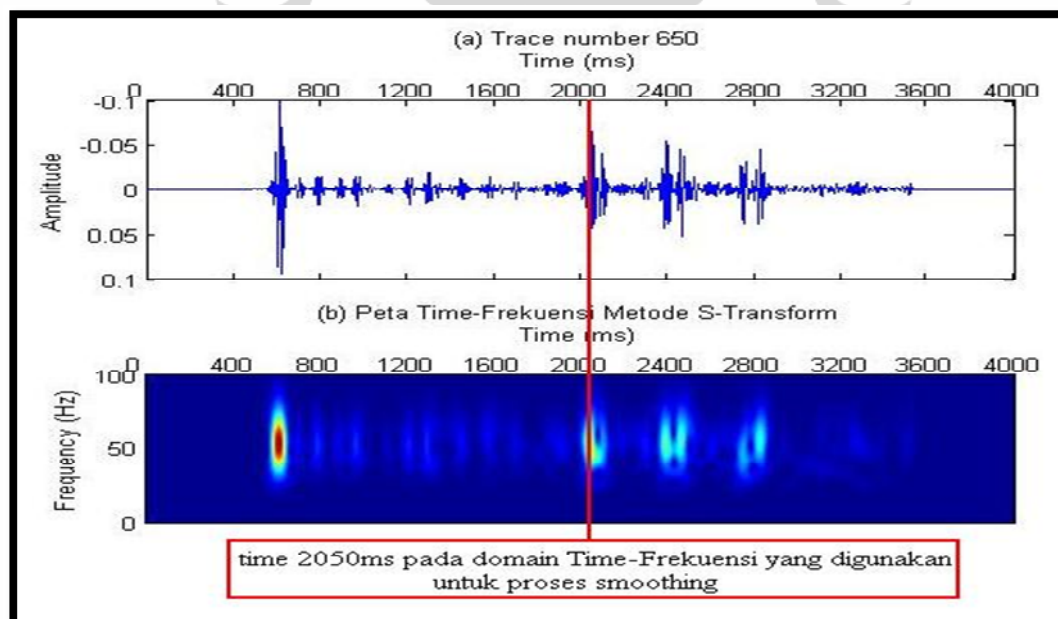 (a) Trace number 650
Time (ms)
0 400 800 1200 1600 2000 2400 2800 3200 3600 4000
-0.1
-0.05
0
0.05
0.1
Amplitude
(b) Peta Time-Frekuensi Metode S-Transform
Time (ms)
0 400 800 1200 1600 2000 2400 2800 3200 3600 4000
100
50
0
Frequency (Hz)
time 2050ms pada domain Time-Frekuensi yang digunakan
untuk proses smoothing